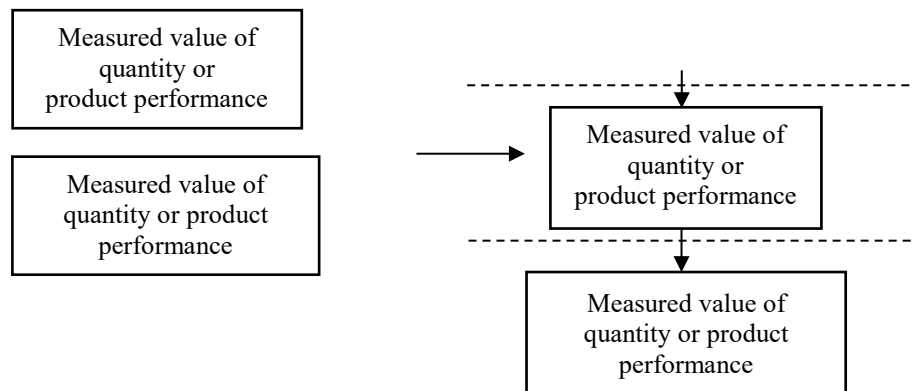 Measured value of
quantity or
product performance
Measured value of
quantity or product
performance
Measured value of
quantity or
product performance
Measured value of
quantity or product
performance